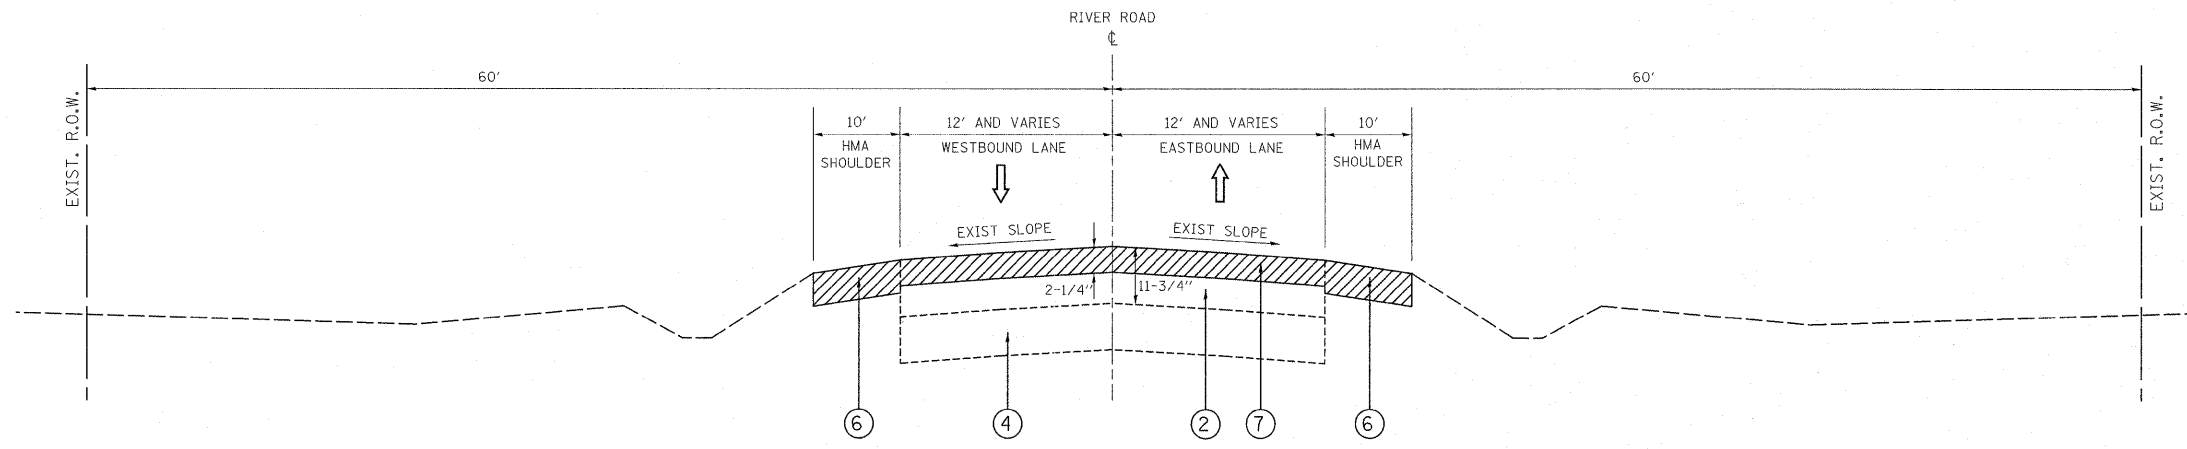 RIVER ROAD
℄
60'
60'
EXIST. R.O.W.
EXIST. R.O.W.
10'
12' AND VARIES
12' AND VARIES
10'
HMA
SHOULDER
WESTBOUND LANE
EASTBOUND LANE
HMA
SHOULDER
EXIST SLOPE
EXIST SLOPE
2-1/4"
11-3/4"
6
4
2
7
6